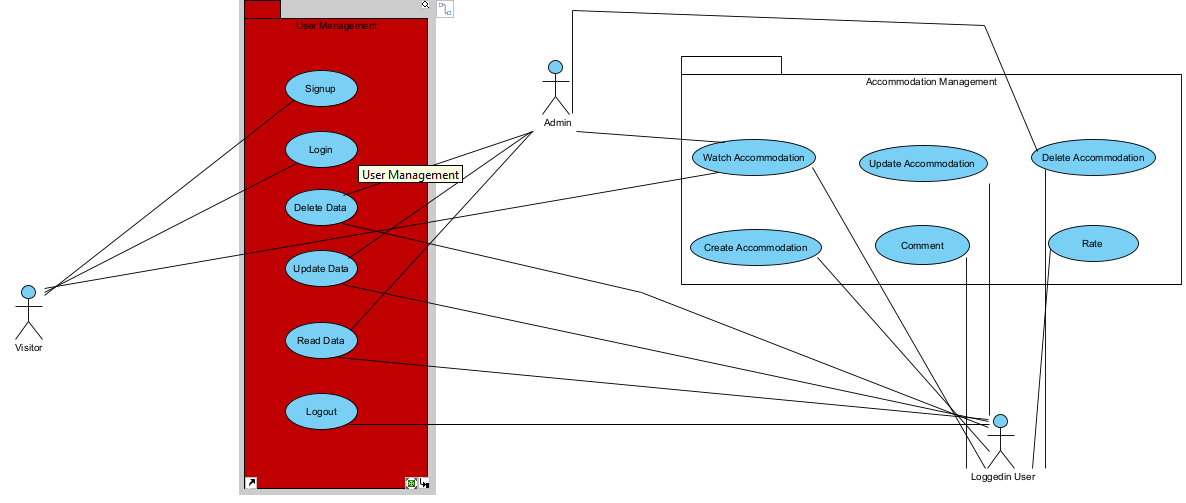 User Management
Signup
Login
User Management
Delete Data
Update Data
Read Data
Logout
Visitor
Admin
Accommodation Management
Watch Accommodation
Update Accommodation
Delete Accommodation
Create Accommodation
Comment
Rate
Loggedin User